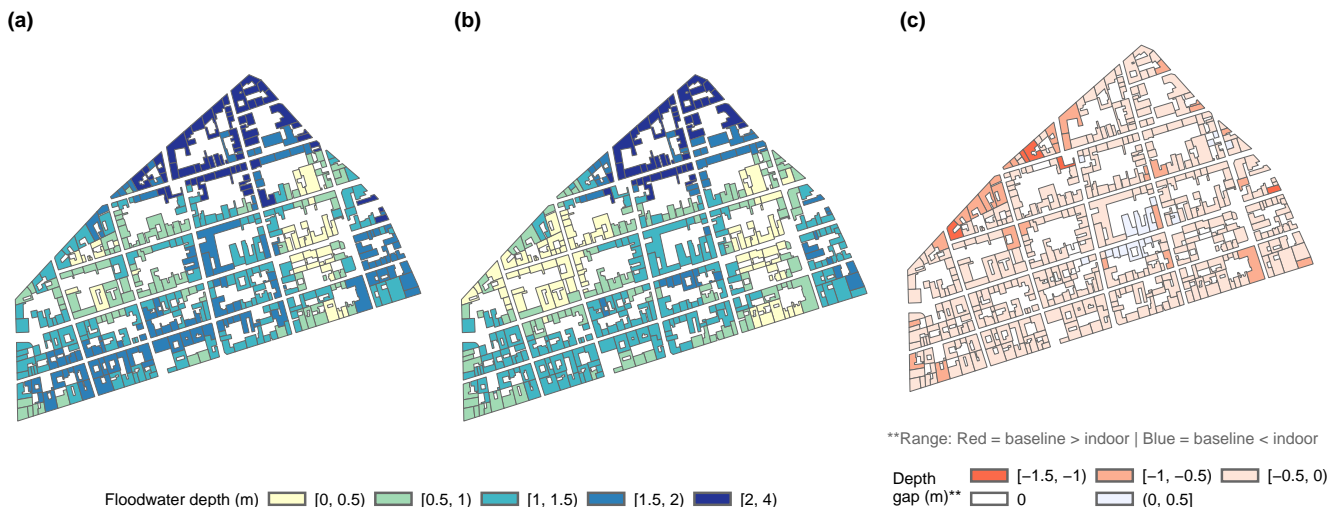 (a)
(b)
(c)
**Range: Red = baseline > indoor | Blue = baseline < indoor
Floodwater depth (m) [0, 0.5) [0.5, 1) [1, 1.5) [1.5, 2) [2, 4)
Depth gap (m)** [−1.5, −1) [−1, −0.5) [−0.5, 0)
0 (0, 0.5]